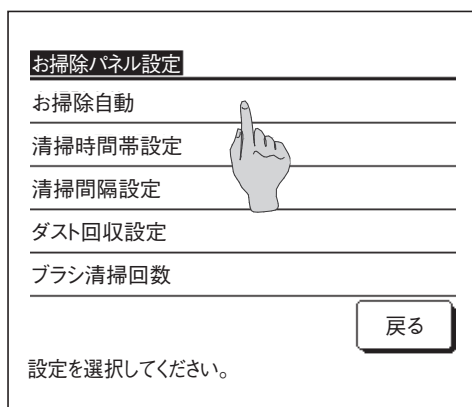 お掃除パネル設定
お掃除自動
清掃時間帯設定
清掃間隔設定
ダスト回収設定
ブラシ清掃回数
戻る
設定を選択してください。